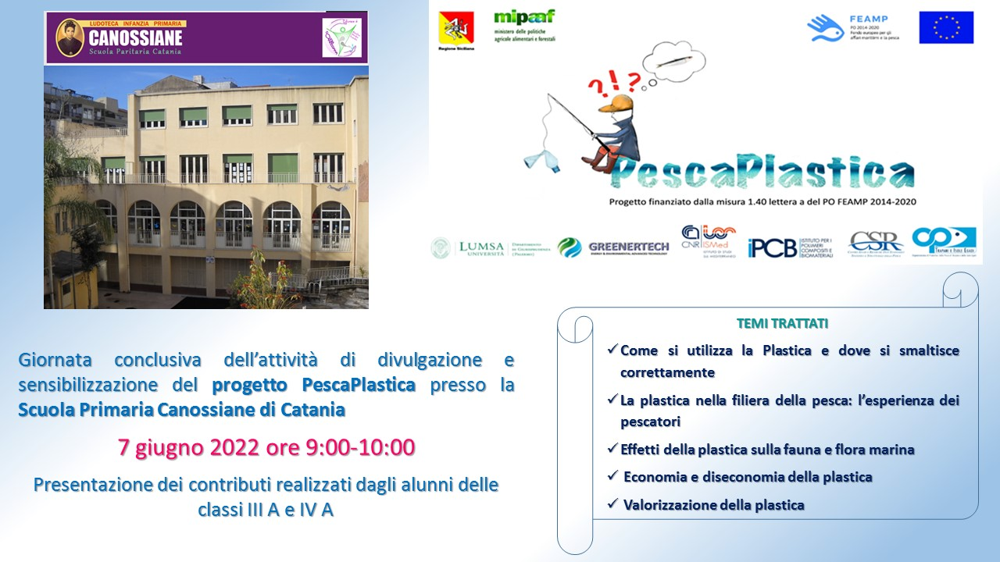 LUDOTECA INFANZIA PRIMARIA
CANOSSIANE
Scuola Paritaria Catania
Regione Siciliana
mipaaf
ministero delle politiche
agricole alimentari e forestali
FEAMP
PO 2014-2020
Fondo europeo per gli
affari marittimi e la pesca
?!?
PescaPlastica
Progetto finanziato dalla misura 1.40 lettera a del PO FEAMP 2014-2020
LUMSA
UNIVERSITÀ
DIPARTIMENTO
DI GIURISPRUDENZA
[PALERMO]
GREENERTECH
ENERGY & ENVIRONMENTAL ADVANCED TECHNOLOGY
CNR ISMed
ISTITUTO DI STUDI
SUL MEDITERRANEO
iPCB
ISTITUTO PER I
POLIMERI
COMPOSITI E
BIOMATERIALI
CSR
OP
TRAPANI E ISOLE EGADI
Giornata conclusiva dell’attività di divulgazione e
sensibilizzazione del progetto PescaPlastica presso la
Scuola Primaria Canossiane di Catania
7 giugno 2022 ore 9:00-10:00
Presentazione dei contributi realizzati dagli alunni delle
classi III A e IV A
TEMI TRATTATI
✓ Come si utilizza la Plastica e dove si smaltisce
correttamente
✓ La plastica nella filiera della pesca: l’esperienza dei
pescatori
✓ Effetti della plastica sulla fauna e flora marina
✓ Economia e diseconomia della plastica
✓ Valorizzazione della plastica